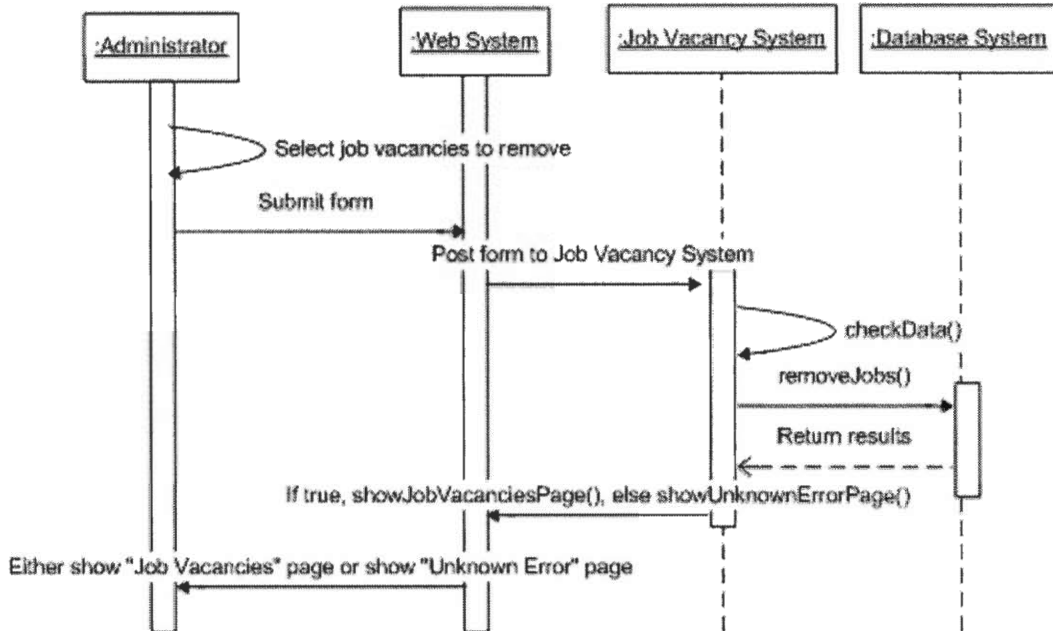 :Administrator
:Web System
:Job Vacancy System
:Database System
Select job vacancies to remove
Submit form
Post form to Job Vacancy System
checkData()
removeJobs()
Return results
If true, showJobVacanciesPage(), else showUnknownErrorPage()
Either show "Job Vacancies" page or show "Unknown Error" page